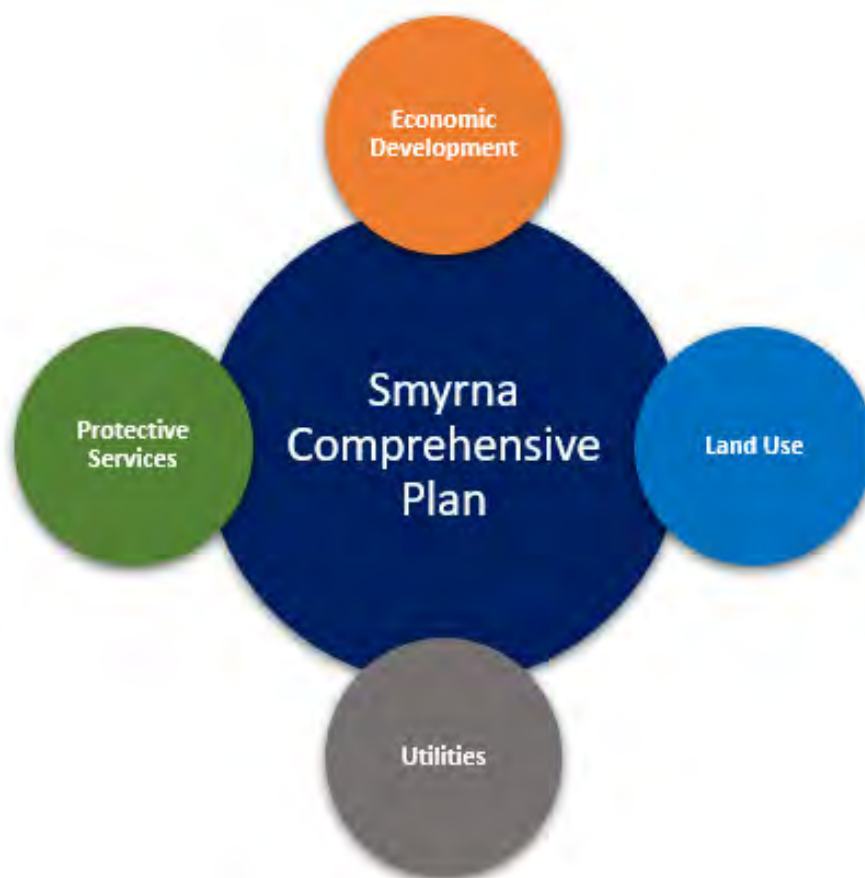 Economic
Development
Smyrna
Comprehensive
Plan
Protective
Services
Land Use
Utilities